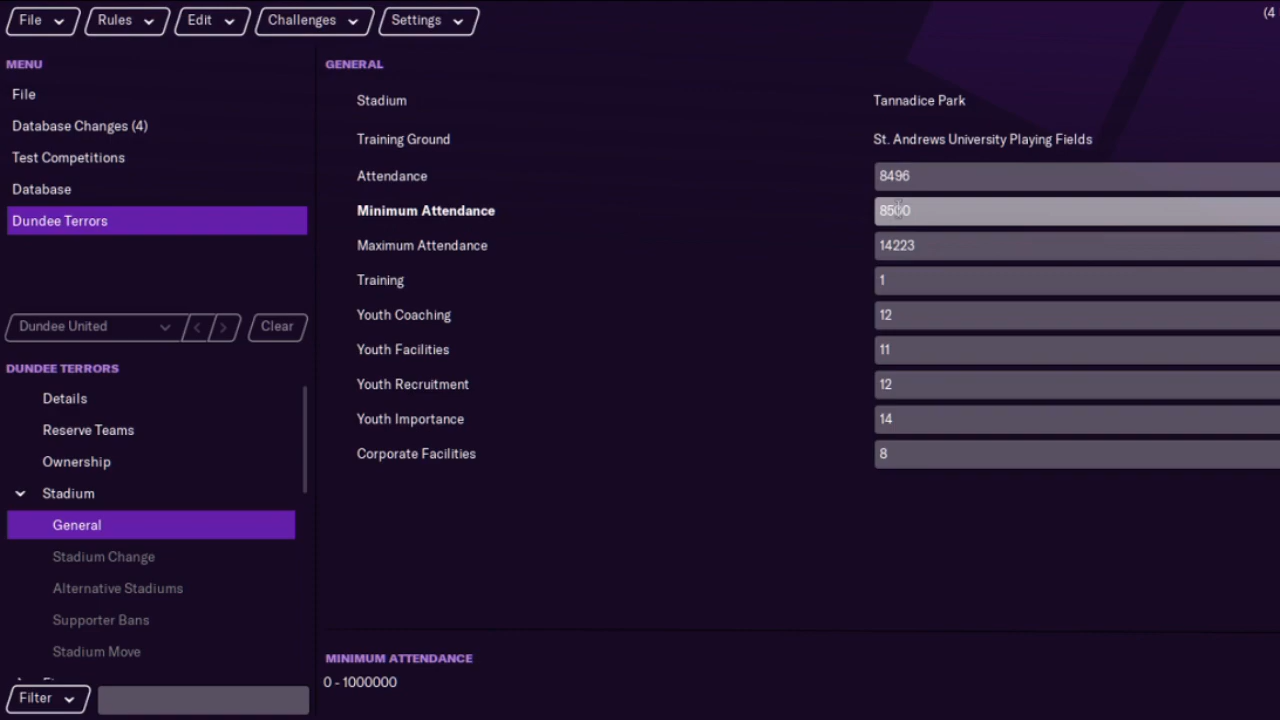 File
Rules
Edit
Challenges
Settings
(4
MENU
File
Database Changes (4)
Test Competitions
Database
Dundee Terrors
Dundee United
Clear
DUNDEE TERRORS
Details
Reserve Teams
Ownership
Stadium
General
Stadium Change
Alternative Stadiums
Supporter Bans
Stadium Move
Filter
GENERAL
Stadium Tannadice Park
Training Ground St. Andrews University Playing Fields
Attendance 8496
Minimum Attendance 8500
Maximum Attendance 14223
Training 1
Youth Coaching 12
Youth Facilities 11
Youth Recruitment 12
Youth Importance 14
Corporate Facilities 8
MINIMUM ATTENDANCE
0 - 1000000